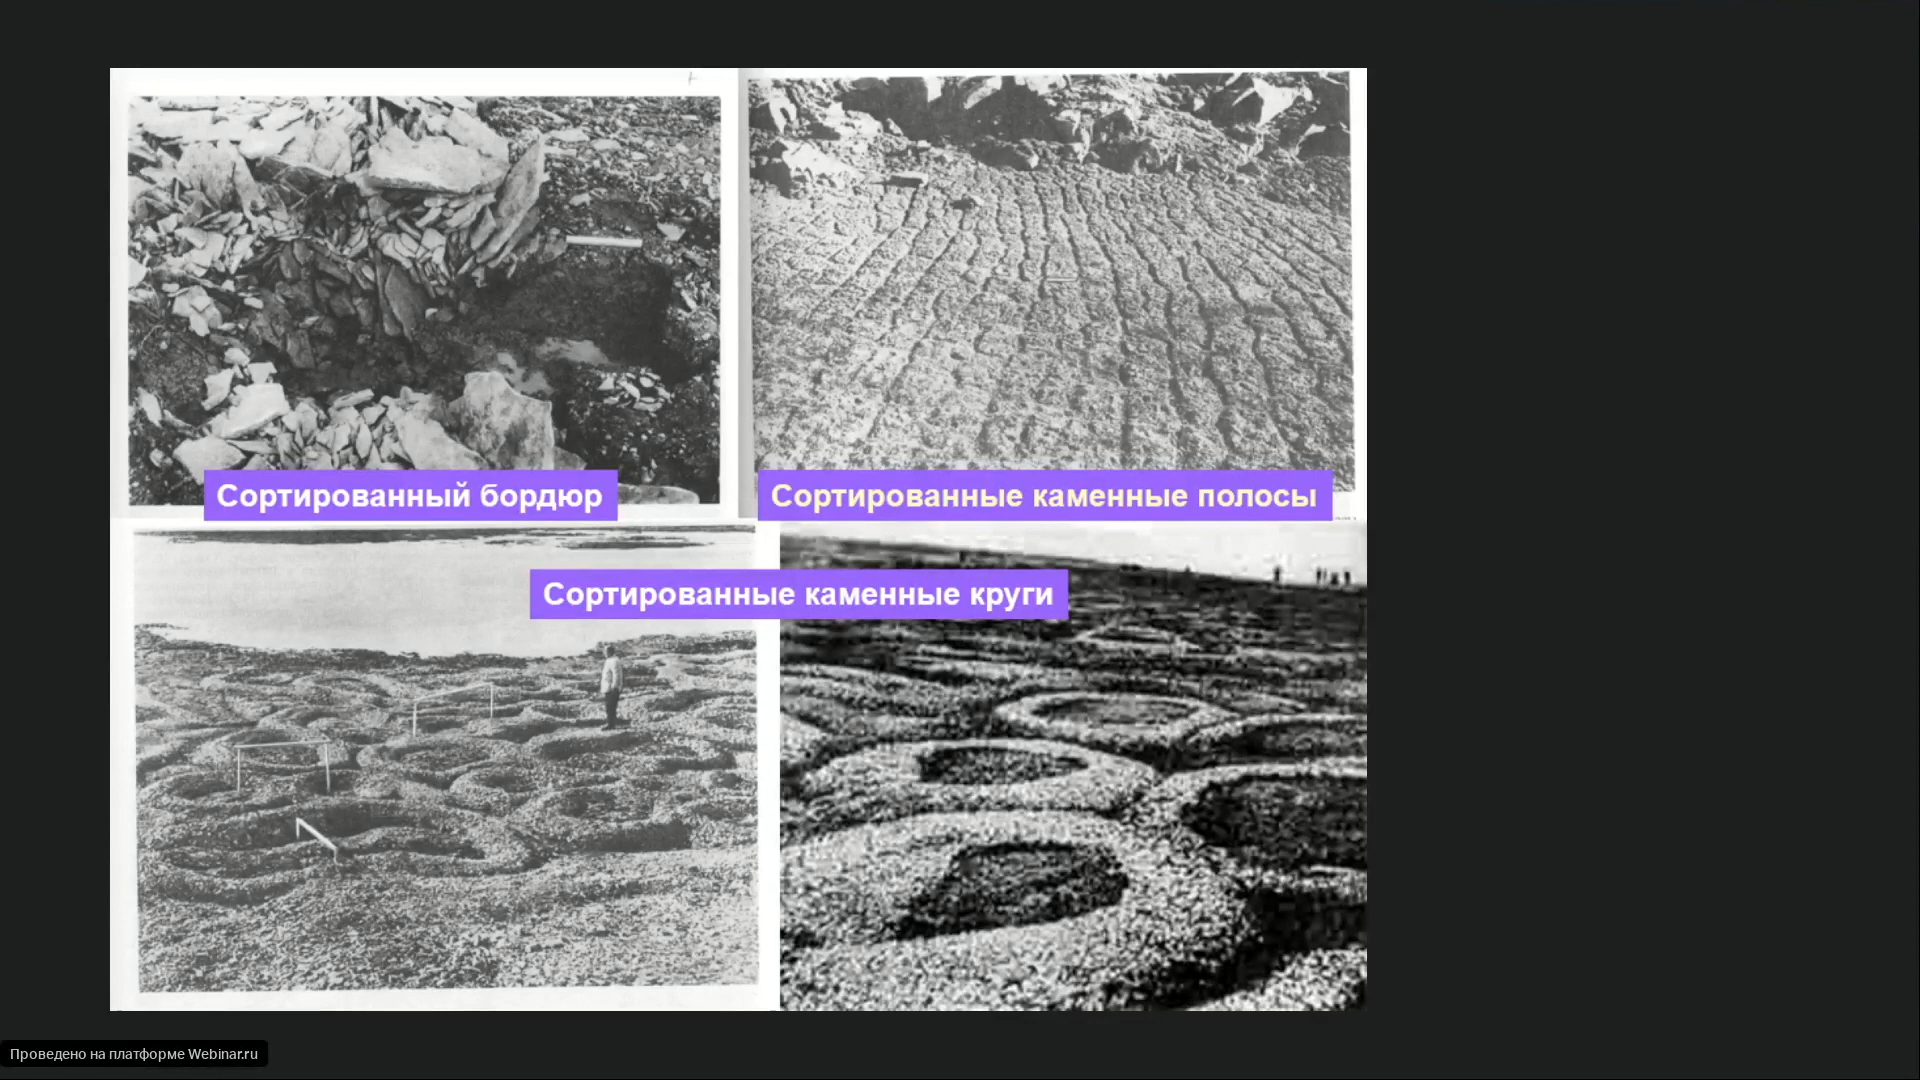 Сортированный бордюр
Сортированные каменные полосы
Сортированные каменные круги
Проведено на платформе Webinar.ru